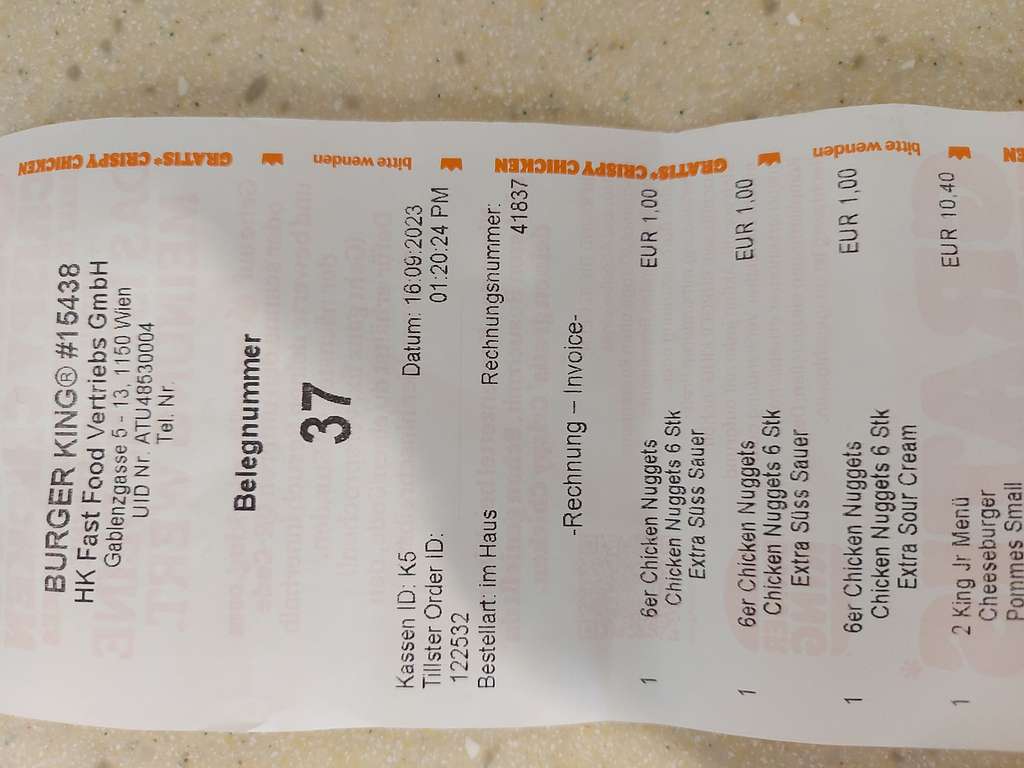 BURGER KING® #15438
HK Fast Food Vertriebs GmbH
Gablenzgasse 5 - 13, 1150 Wien
UID Nr. ATU48530004
Tel. Nr.
Belegnummer
37
Kassen ID: K5 Datum: 16.09.2023
Tillster Order ID: 01:20:24 PM
122532
Bestellart: im Haus Rechnungsnummer:
41837
-Rechnung – Invoice-
1 6er Chicken Nuggets EUR 1,00
Chicken Nuggets 6 Stk
Extra Süss Sauer
1 6er Chicken Nuggets EUR 1,00
Chicken Nuggets 6 Stk
Extra Süss Sauer
1 6er Chicken Nuggets EUR 1,00
Chicken Nuggets 6 Stk
Extra Sour Cream
1 2 King Jr Menü EUR 10,40
Cheeseburger
Pommes Small
GRATIS* CRISPY CHICKEN
bitte wenden
GRATIS* CRISPY CHICKEN
bitte wenden